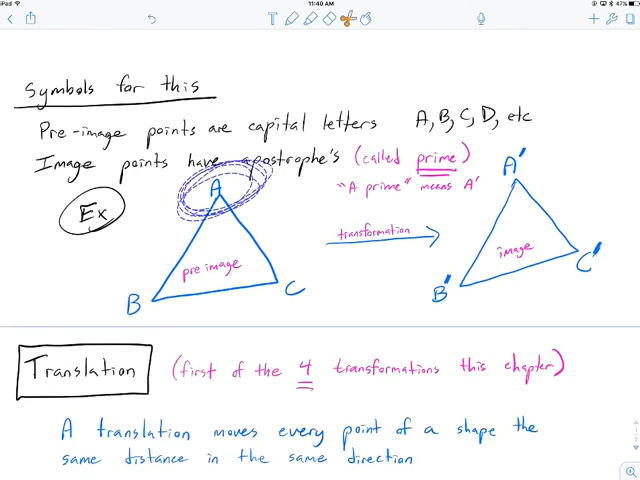 iPad
11:40 AM
47%
Symbols for this
Pre-image points are capital letters A, B, C, D, etc
Image points have apostrophe's (called prime)
"A prime" means A'
Ex
A
B
C
pre image
transformation
A'
B'
C'
image
Translation (first of the 4 transformations this chapter)
A translation moves every point of a shape the
same distance in the same direction